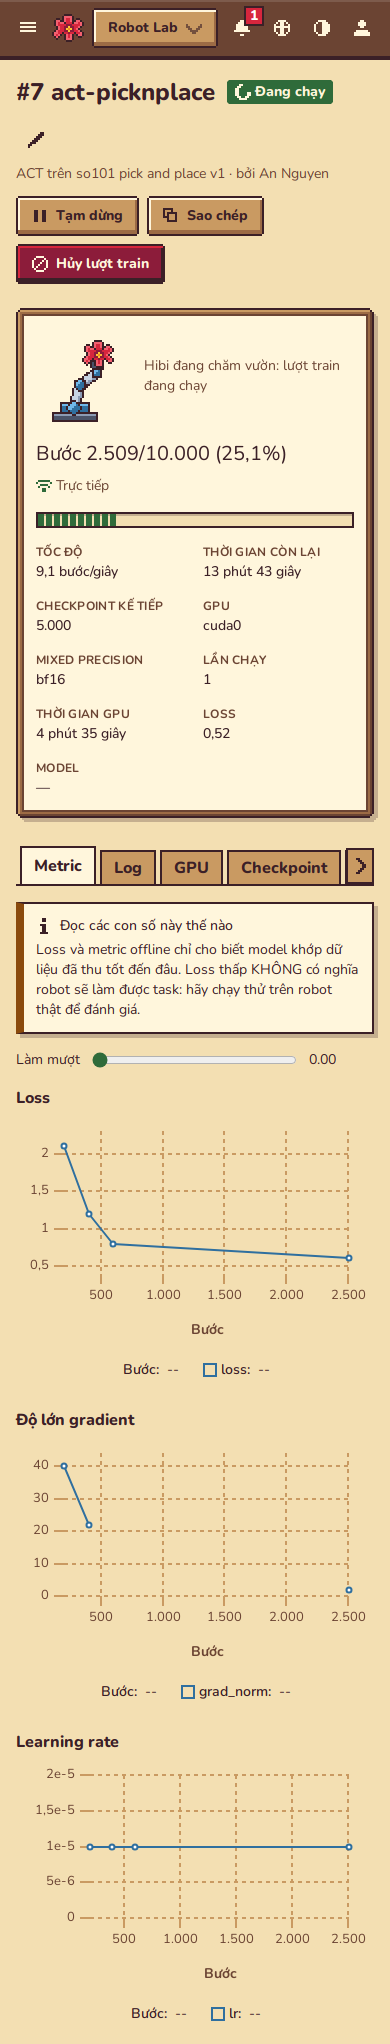 Robot Lab
1
#7 act-picknplace
Đang chạy
ACT trên so101 pick and place v1 · bởi An Nguyen
Tạm dừng
Sao chép
Hủy lượt train
Hibi đang chăm vườn: lượt train
đang chạy
Bước 2.509/10.000 (25,1%)
Trực tiếp
TỐC ĐỘ
9,1 bước/giây
THỜI GIAN CÒN LẠI
13 phút 43 giây
CHECKPOINT KẾ TIẾP
5.000
GPU
cuda0
MIXED PRECISION
bf16
LẦN CHẠY
1
THỜI GIAN GPU
4 phút 35 giây
LOSS
0,52
MODEL
—
Metric
Log
GPU
Checkpoint
Đọc các con số này thế nào
Loss và metric offline chỉ cho biết model khớp dữ
liệu đã thu tốt đến đâu. Loss thấp KHÔNG có nghĩa
robot sẽ làm được task: hãy chạy thử trên robot
thật để đánh giá.
Làm mượt
0.00
Loss
2
1,5
1
0,5
500 1.000 1.500 2.000 2.500
Bước
Bước: -- loss: --
Độ lớn gradient
40
30
20
10
0
500 1.000 1.500 2.000 2.500
Bước
Bước: -- grad_norm: --
Learning rate
2e-5
1,5e-5
1e-5
5e-6
0
500 1.000 1.500 2.000 2.500
Bước
Bước: -- lr: --